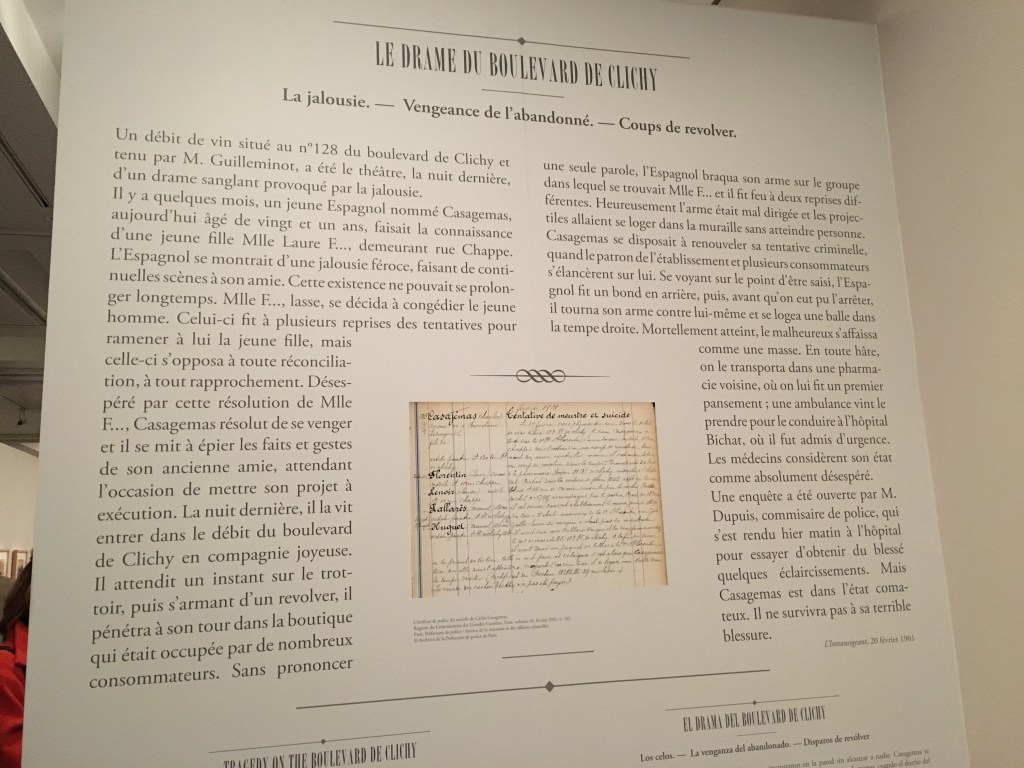 LE DRAME DU BOULEVARD DE CLICHY
La jalousie. — Vengeance de l'abandonné. — Coups de revolver.
Un débit de vin situé au n°128 du boulevard de Clichy et
tenu par M. Guilleminot, a été le théâtre, la nuit dernière,
d'un drame sanglant provoqué par la jalousie.
Il y a quelques mois, un jeune Espagnol nommé Casagemas,
aujourd'hui âgé de vingt et un ans, faisait la connaissance
d'une jeune fille Mlle Laure F..., demeurant rue Chappe.
L'Espagnol se montrait d'une jalousie féroce, faisant de conti-
nuelles scènes à son amie. Cette existence ne pouvait se prolon-
ger longtemps. Mlle F..., lasse, se décida à congédier le jeune
homme. Celui-ci fit à plusieurs reprises des tentatives pour
ramener à lui la jeune fille, mais
celle-ci s'opposa à toute réconcilia-
tion, à tout rapprochement. Déses-
péré par cette résolution de Mlle
F..., Casagemas résolut de se venger
et il se mit à épier les faits et gestes
de son ancienne amie, attendant
l'occasion de mettre son projet à
exécution. La nuit dernière, il la vit
entrer dans le débit du boulevard
de Clichy en compagnie joyeuse.
Il attendit un instant sur le trot-
toir, puis s'armant d'un revolver, il
pénétra à son tour dans la boutique
qui était occupée par de nombreux
consommateurs. Sans prononcer
une seule parole, l'Espagnol braqua son arme sur le groupe
dans lequel se trouvait Mlle F... et il fit feu à deux reprises dif-
férentes. Heureusement l'arme était mal dirigée et les projec-
tiles allaient se loger dans la muraille sans atteindre personne.
Casagemas se disposait à renouveler sa tentative criminelle,
quand le patron de l'établissement et plusieurs consommateurs
s'élancèrent sur lui. Se voyant sur le point d'être saisi, l'Espa-
gnol fit un bond en arrière, puis, avant qu'on eut pu l'arrêter,
il tourna son arme contre lui-même et se logea une balle dans
la tempe droite. Mortellement atteint, le malheureux s'affaissa
comme une masse. En toute hâte,
on le transporta dans une pharma-
cie voisine, où on lui fit un premier
pansement ; une ambulance vint le
prendre pour le conduire à l'hôpital
Bichat, où il fut admis d'urgence.
Les médecins considèrent son état
comme absolument désespéré.
Une enquête a été ouverte par M.
Dupuis, commisaire de police, qui
s'est rendu hier matin à l'hôpital
pour essayer d'obtenir du blessé
quelques éclaircissements. Mais
Casagemas est dans l'état coma-
teux. Il ne survivra pas à sa terrible
blessure.
L'Intransigeant, 20 février 1901
Casagemas
tentative de meurtre et suicide
Florentin
Lenoir
Pallarès
Huguet
TRAGEDY ON THE BOULEVARD DE CLICHY
EL DRAMA DEL BOULEVARD DE CLICHY
Los celos. — La venganza del abandonado. — Disparos de revólver